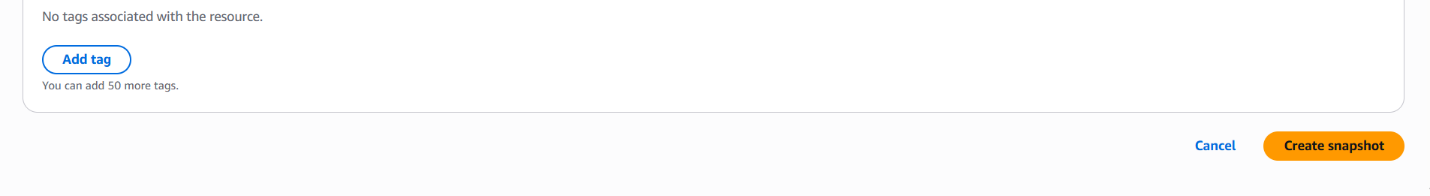 No tags associated with the resource.
Add tag
You can add 50 more tags.
Cancel
Create snapshot